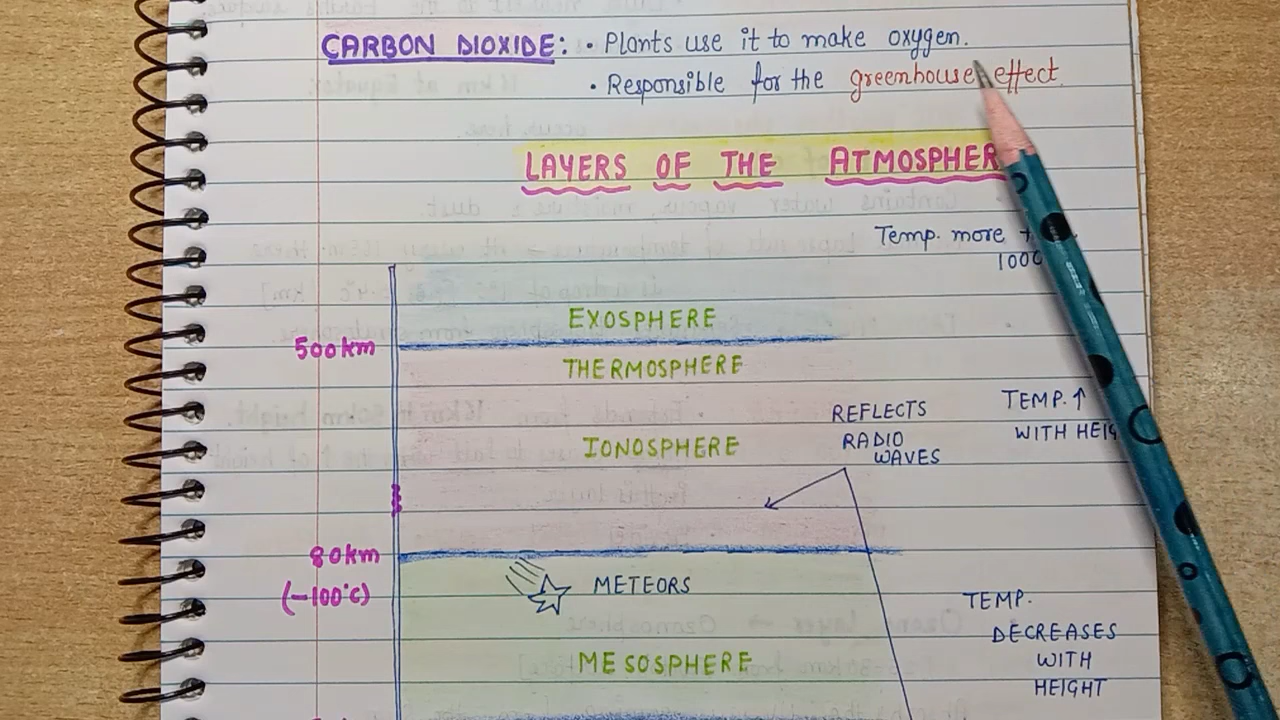 CARBON DIOXIDE: • Plants use it to make oxygen.
• Responsible for the greenhouse effect.
LAYERS OF THE ATMOSPHER
Temp. more
1000
EXOSPHERE
500km
THERMOSPHERE
REFLECTS
RADIO
WAVES
TEMP.↑
WITH HEIG
IONOSPHERE
80km
(-100°C)
METEORS
TEMP.
DECREASES
WITH
HEIGHT
MESOSPHERE